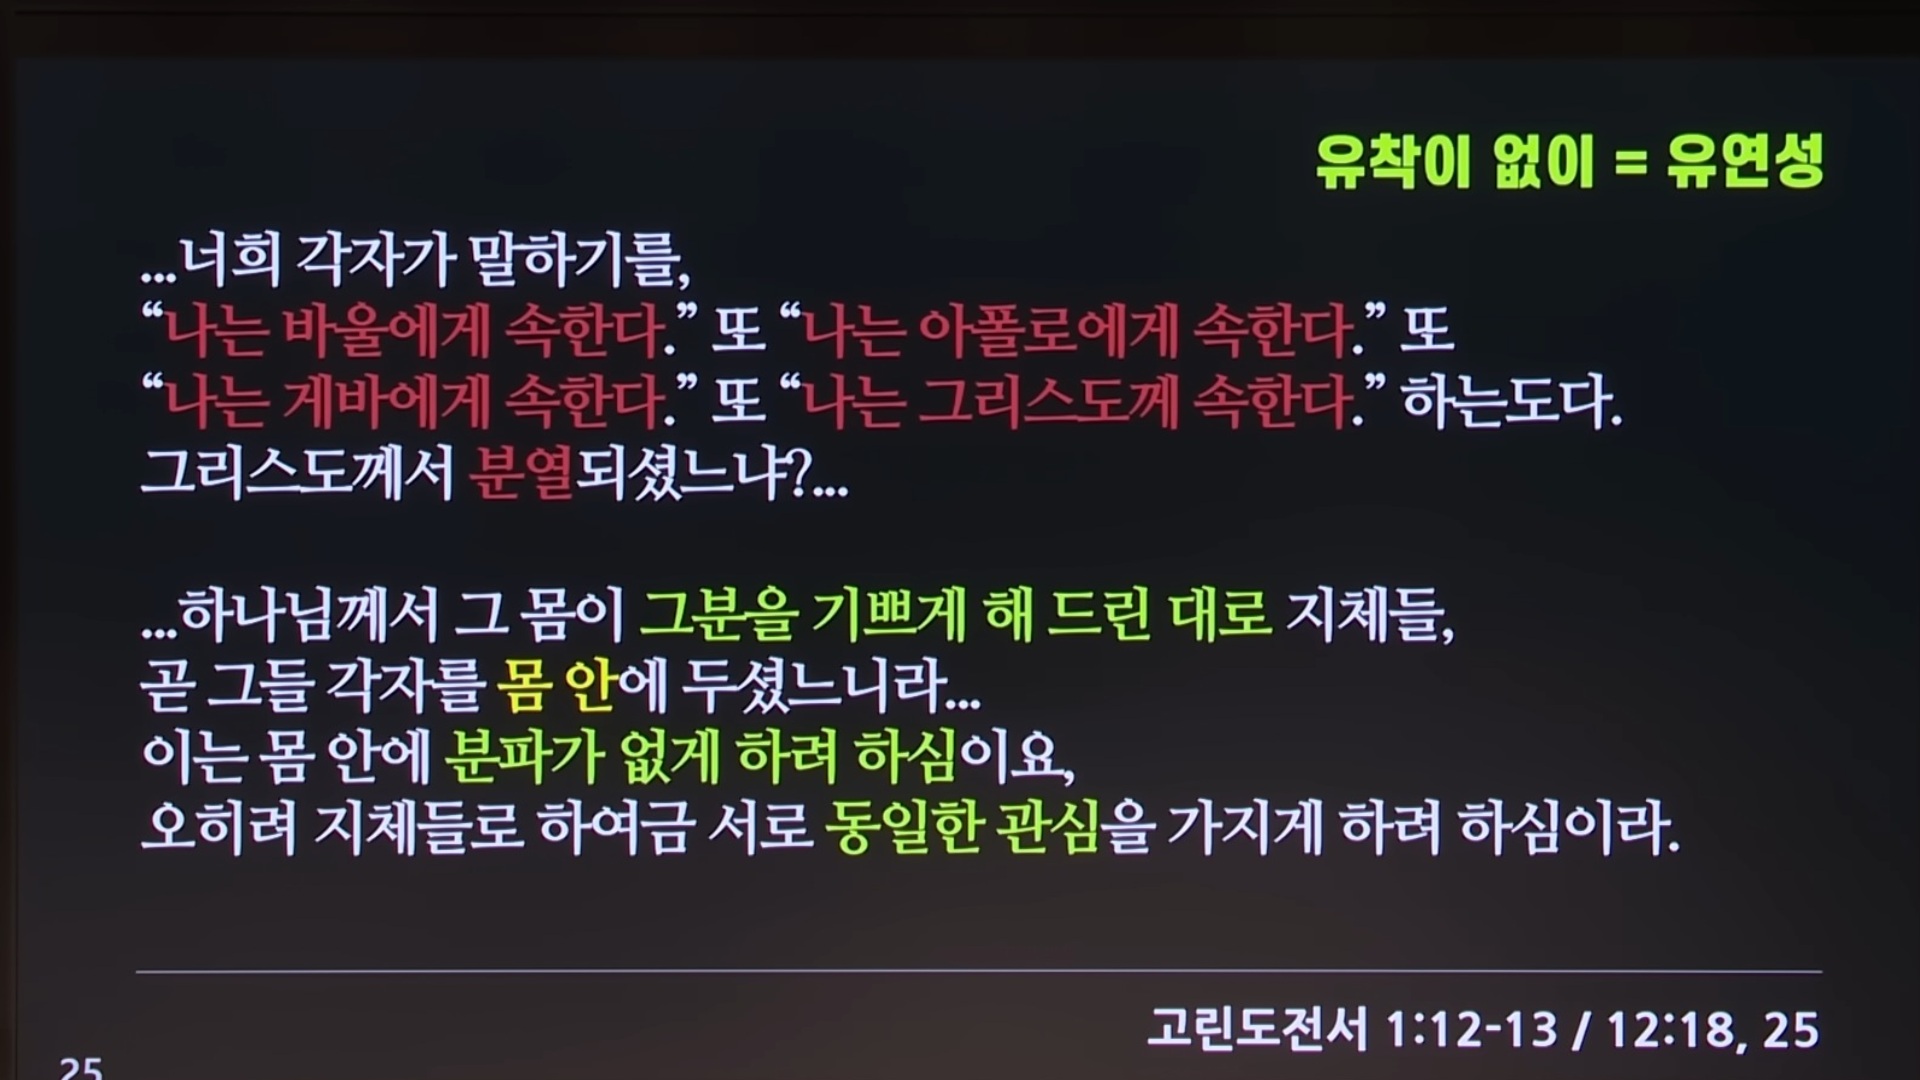 유착이 없이 = 유연성
...너희 각자가 말하기를,
“나는 바울에게 속한다.” 또 “나는 아폴로에게 속한다.” 또
“나는 게바에게 속한다.” 또 “나는 그리스도께 속한다.” 하는도다.
그리스도께서 분열되셨느냐?...
...하나님께서 그 몸이 그분을 기쁘게 해 드린 대로 지체들,
곧 그들 각자를 몸 안에 두셨느니라...
이는 몸 안에 분파가 없게 하려 하심이요,
오히려 지체들로 하여금 서로 동일한 관심을 가지게 하려 하심이라.
고린도전서 1:12-13 / 12:18, 25
25